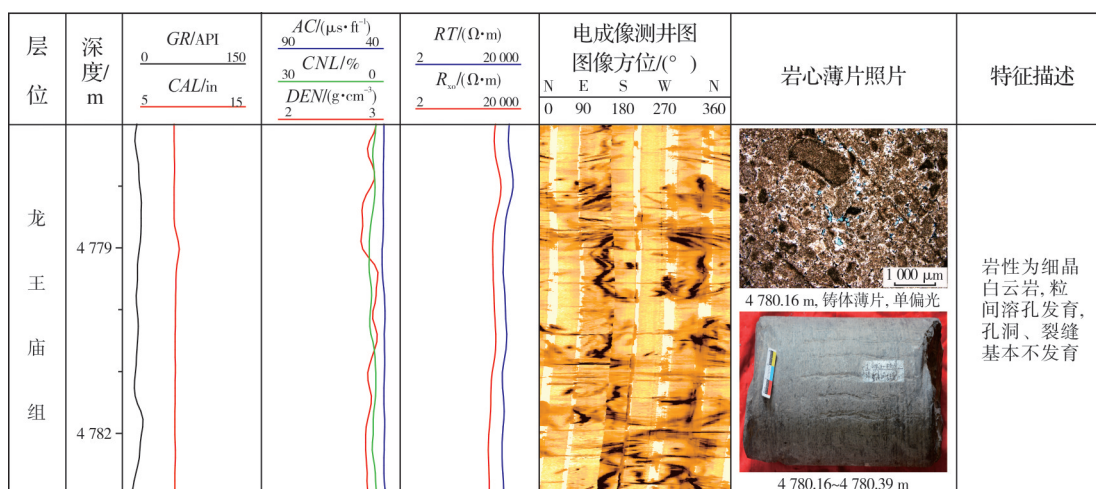 层
位
深
度/
m
GR/API
0 150
CAL/in
5 15
AC/(μs·ft⁻¹)
90 40
CNL/%
30 0
DEN/(g·cm⁻³)
2 3
RT/(Ω·m)
2 20 000
Rxo/(Ω·m)
2 20 000
电成像测井图
图像方位/(°)
N E S W N
0 90 180 270 360
岩心薄片照片
特征描述
龙
王
庙
组
4 779
4 782
1 000 μm
4 780.16 m, 铸体薄片, 单偏光
4 780.16~4 780.39 m
岩性为细晶
白云岩, 粒
间溶孔发育,
孔洞、裂缝
基本不发育